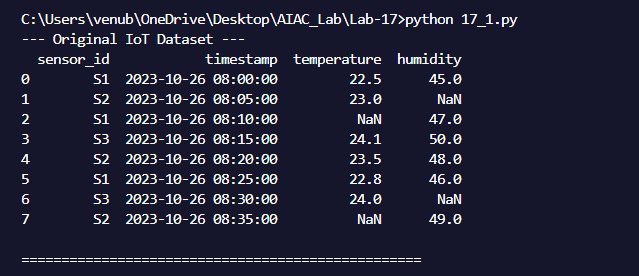 C:\Users\venub\OneDrive\Desktop\AIAC_Lab\Lab-17>python 17_1.py
--- Original IoT Dataset ---
  sensor_id           timestamp  temperature  humidity
0        S1 2023-10-26 08:00:00         22.5      45.0
1        S2 2023-10-26 08:05:00         23.0       NaN
2        S1 2023-10-26 08:10:00          NaN      47.0
3        S3 2023-10-26 08:15:00         24.1      50.0
4        S2 2023-10-26 08:20:00         23.5      48.0
5        S1 2023-10-26 08:25:00         22.8      46.0
6        S3 2023-10-26 08:30:00         24.0       NaN
7        S2 2023-10-26 08:35:00          NaN      49.0
==================================================